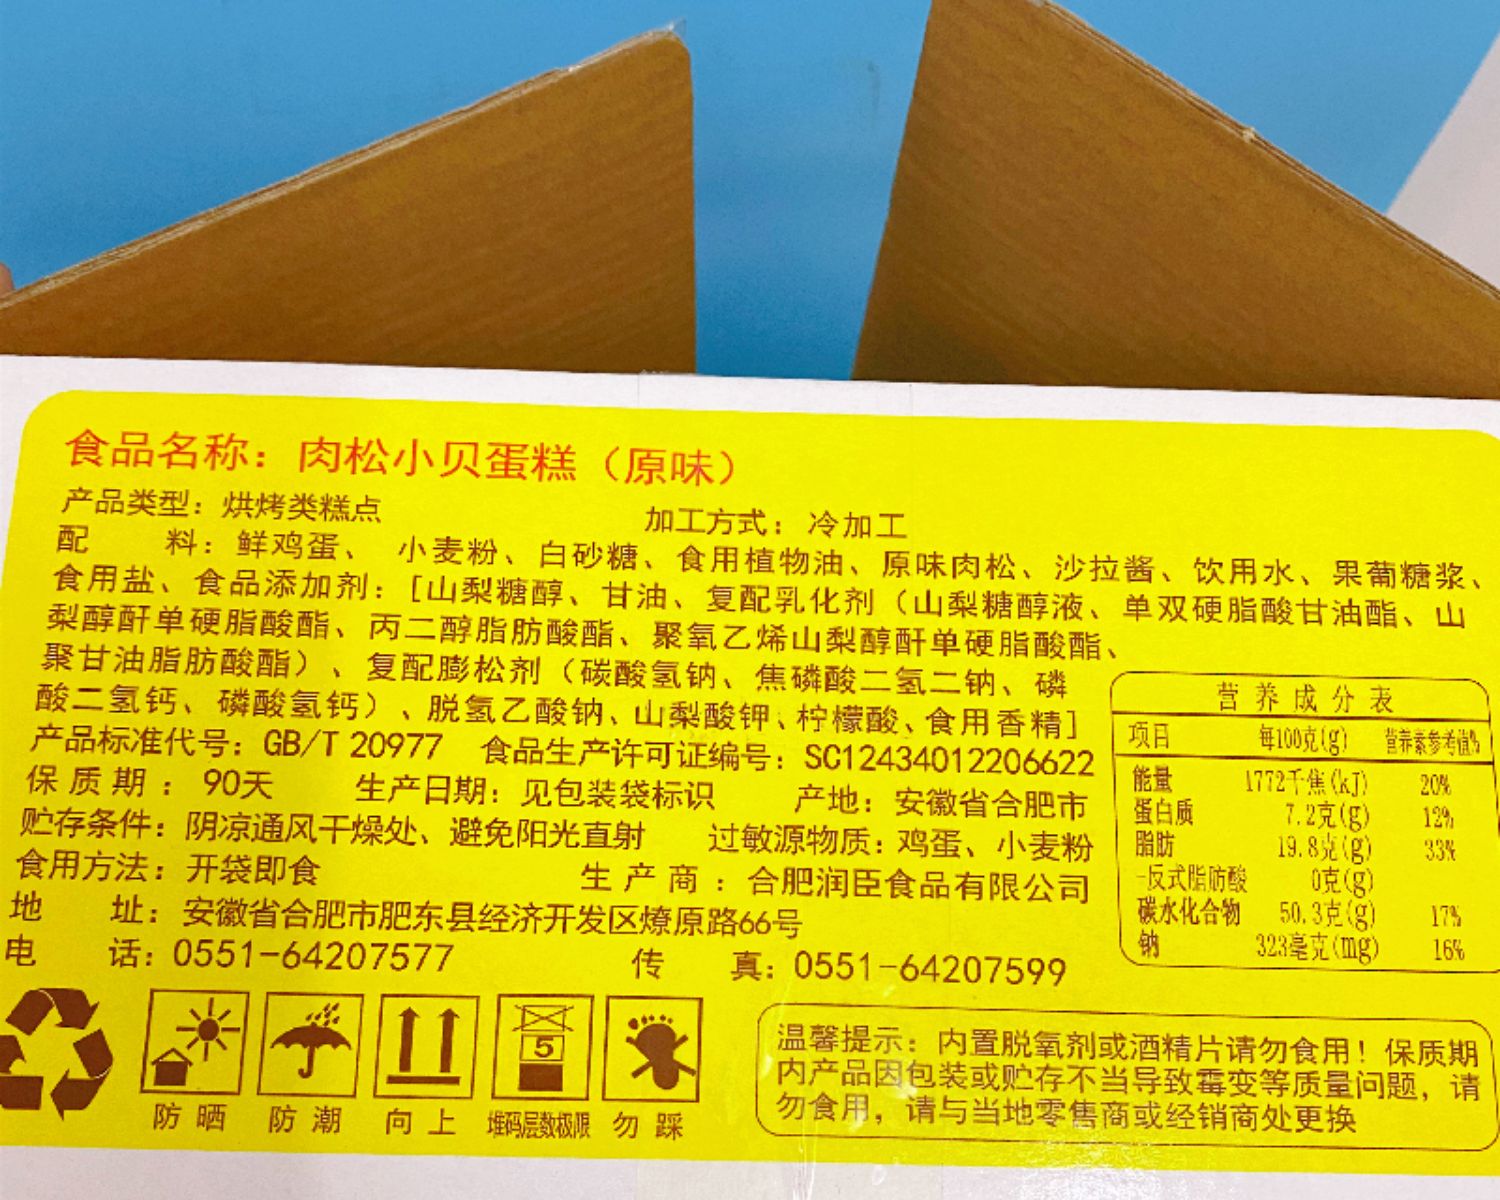 食品名称：肉松小贝蛋糕（原味）
产品类型：烘烤类糕点 加工方式：冷加工
配 料：鲜鸡蛋、小麦粉、白砂糖、食用植物油、原味肉松、沙拉酱、饮用水、果葡糖浆、
食用盐、食品添加剂：[山梨糖醇、甘油、复配乳化剂（山梨糖醇液、单双硬脂酸甘油酯、山
梨醇酐单硬脂酸酯、丙二醇脂肪酸酯、聚氧乙烯山梨醇酐单硬脂酸酯、
聚甘油脂肪酸酯）、复配膨松剂（碳酸氢钠、焦磷酸二氢二钠、磷
酸二氢钙、磷酸氢钙）、脱氢乙酸钠、山梨酸钾、柠檬酸、食用香精]
产品标准代号：GB/T 20977 食品生产许可证编号：SC12434012206622
保质期：90天 生产日期：见包装袋标识 产地：安徽省合肥市
贮存条件：阴凉通风干燥处、避免阳光直射 过敏源物质：鸡蛋、小麦粉
食用方法：开袋即食 生产商：合肥润臣食品有限公司
地 址：安徽省合肥市肥东县经济开发区燎原路66号
电 话：0551-64207577 传 真：0551-64207599
营养成分表
项目 每100克(g) 营养素参考值%
能量 1772千焦(kJ) 20%
蛋白质 7.2克(g) 12%
脂肪 19.8克(g) 33%
-反式脂肪酸 0克(g)
碳水化合物 50.3克(g) 17%
钠 323毫克(mg) 16%
5
防晒 防潮 向上 堆码层数极限 勿踩
温馨提示：内置脱氧剂或酒精片请勿食用！保质期
内产品因包装或贮存不当导致霉变等质量问题，请
勿食用，请与当地零售商或经销商处更换